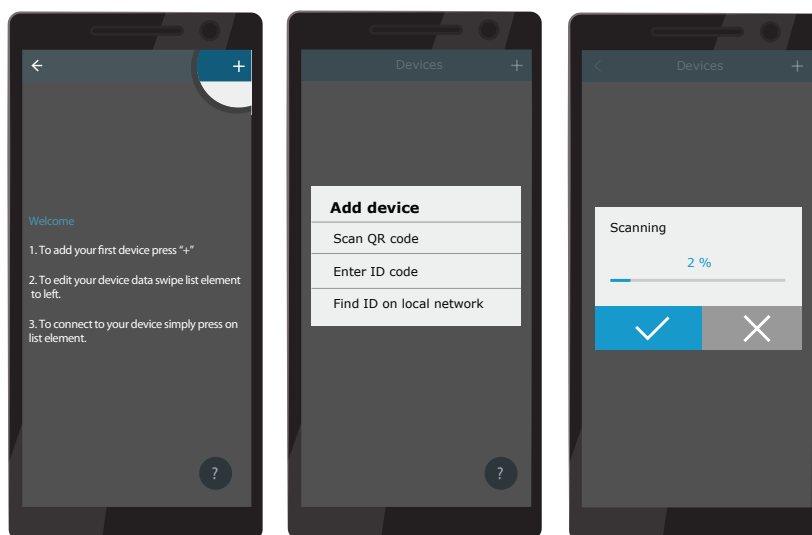 Welcome
1. To add your first device press “+”
2. To edit your device data swipe list element
to left.
3. To connect to your device simply press on
list element.
?
Devices
Add device
Scan QR code
Enter ID code
Find ID on local network
?
Devices
Scanning
2 %